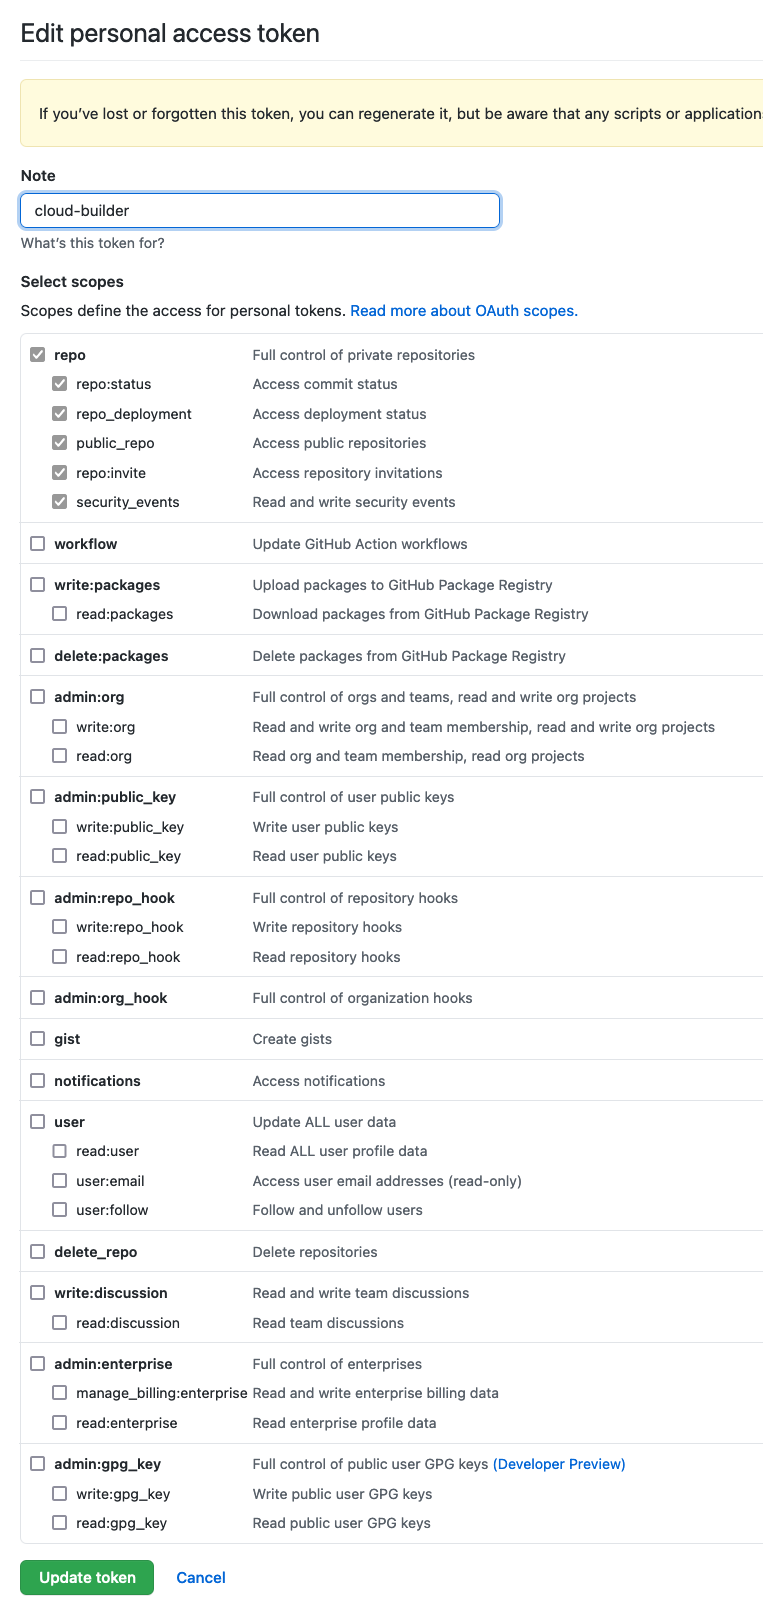 Edit personal access token
If you’ve lost or forgotten this token, you can regenerate it, but be aware that any scripts or application
Note
cloud-builder
What’s this token for?
Select scopes
Scopes define the access for personal tokens. Read more about OAuth scopes.
repo Full control of private repositories
repo:status Access commit status
repo_deployment Access deployment status
public_repo Access public repositories
repo:invite Access repository invitations
security_events Read and write security events
workflow Update GitHub Action workflows
write:packages Upload packages to GitHub Package Registry
read:packages Download packages from GitHub Package Registry
delete:packages Delete packages from GitHub Package Registry
admin:org Full control of orgs and teams, read and write org projects
write:org Read and write org and team membership, read and write org projects
read:org Read org and team membership, read org projects
admin:public_key Full control of user public keys
write:public_key Write user public keys
read:public_key Read user public keys
admin:repo_hook Full control of repository hooks
write:repo_hook Write repository hooks
read:repo_hook Read repository hooks
admin:org_hook Full control of organization hooks
gist Create gists
notifications Access notifications
user Update ALL user data
read:user Read ALL user profile data
user:email Access user email addresses (read-only)
user:follow Follow and unfollow users
delete_repo Delete repositories
write:discussion Read and write team discussions
read:discussion Read team discussions
admin:enterprise Full control of enterprises
manage_billing:enterprise Read and write enterprise billing data
read:enterprise Read enterprise profile data
admin:gpg_key Full control of public user GPG keys (Developer Preview)
write:gpg_key Write public user GPG keys
read:gpg_key Read public user GPG keys
Update token Cancel